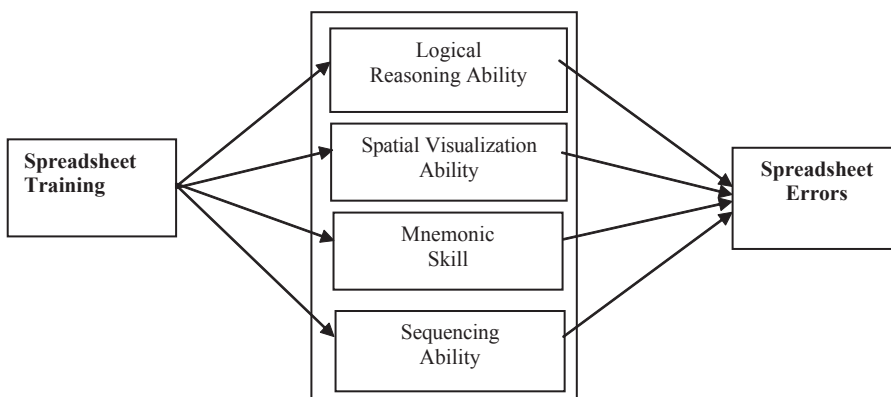 Spreadsheet
Training
Logical
Reasoning Ability
Spatial Visualization
Ability
Mnemonic
Skill
Sequencing
Ability
Spreadsheet
Errors